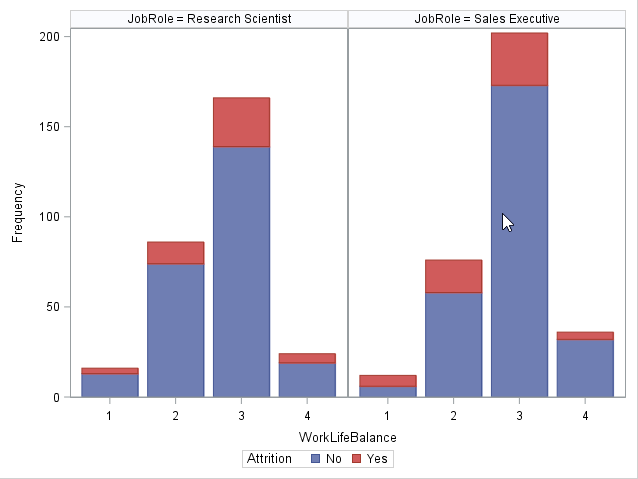 JobRole = Research Scientist JobRole = Sales Executive
200
150
100
50
0
Frequency
1 2 3 4 1 2 3 4
WorkLifeBalance
Attrition No Yes